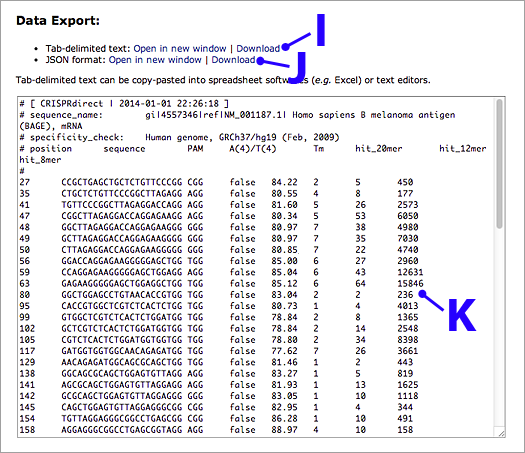 Data Export:
I
• Tab-delimited text: Open in new window | Download
• JSON format: Open in new window | Download
J
Tab-delimited text can be copy-pasted into spreadsheet softwares (e.g. Excel) or text editors.
# [ CRISPRdirect | 2014-01-01 22:26:18 ]
# sequence_name: gi|4557346|ref|NM_001187.1| Homo sapiens B melanoma antigen
(BAGE), mRNA
# specificity_check: Human genome, GRCh37/hg19 (Feb, 2009)
# position sequence PAM A(4)/T(4) Tm hit_20mer hit_12mer
hit_8mer
#
27 CCGCTGAGCTGCTCTGTTCCCGG CGG false 84.22 2 5 450
35 CTGCTCTGTTCCCGGCTTAGAGG AGG false 80.55 4 8 177
41 TGTTCCCGGCTTAGAGGACCAGG AGG false 81.60 5 26 2573
47 CGGCTTAGAGGACCAGGAGAAGG AGG false 80.34 5 53 6050
48 GGCTTAGAGGACCAGGAGAAGGG GGG false 80.97 7 38 4980
49 GCTTAGAGGACCAGGAGAAGGGG GGG false 80.97 7 35 7030
50 CTTAGAGGACCAGGAGAAGGGGG GGG false 80.85 7 22 4740
56 GGACCAGGAGAAGGGGGAGCTGG TGG false 85.00 6 27 2960
59 CCAGGAGAAGGGGGAGCTGGAGG AGG false 85.04 6 43 12631
63 GAGAAGGGGGAGCTGGAGGCTGG TGG false 85.12 6 64 15846
80 GGCTGGAGCCTGTAACACCGTGG TGG false 83.04 2 2 236
K
95 CACCGTGGCTCGTCTCACTCTGG TGG false 80.73 1 4 4013
99 GTGGCTCGTCTCACTCTGGATGG TGG false 78.84 2 8 1365
102 GCTCGTCTCACTCTGGATGGTGG TGG false 78.84 2 14 2548
105 CGTCTCACTCTGGATGGTGGTGG TGG false 78.80 2 34 8398
117 GATGGTGGTGGCAACAGAGATGG TGG false 77.62 7 26 3661
129 AACAGAGATGGCAGCGCAGCTGG TGG false 81.46 1 2 443
138 GGCAGCGCAGCTGGAGTGTTAGG AGG false 83.27 1 5 819
141 AGCGCAGCTGGAGTGTTAGGAGG AGG false 81.93 1 13 1625
142 GCGCAGCTGGAGTGTTAGGAGGG GGG false 83.05 1 10 1118
145 CAGCTGGAGTGTTAGGAGGGCGG CGG false 82.95 1 4 344
154 TGTTAGGAGGGCGGCCTGAGCGG CGG false 86.28 1 10 491
158 AGGAGGGCGGCCTGAGCGGTAGG AGG false 88.97 4 10 158